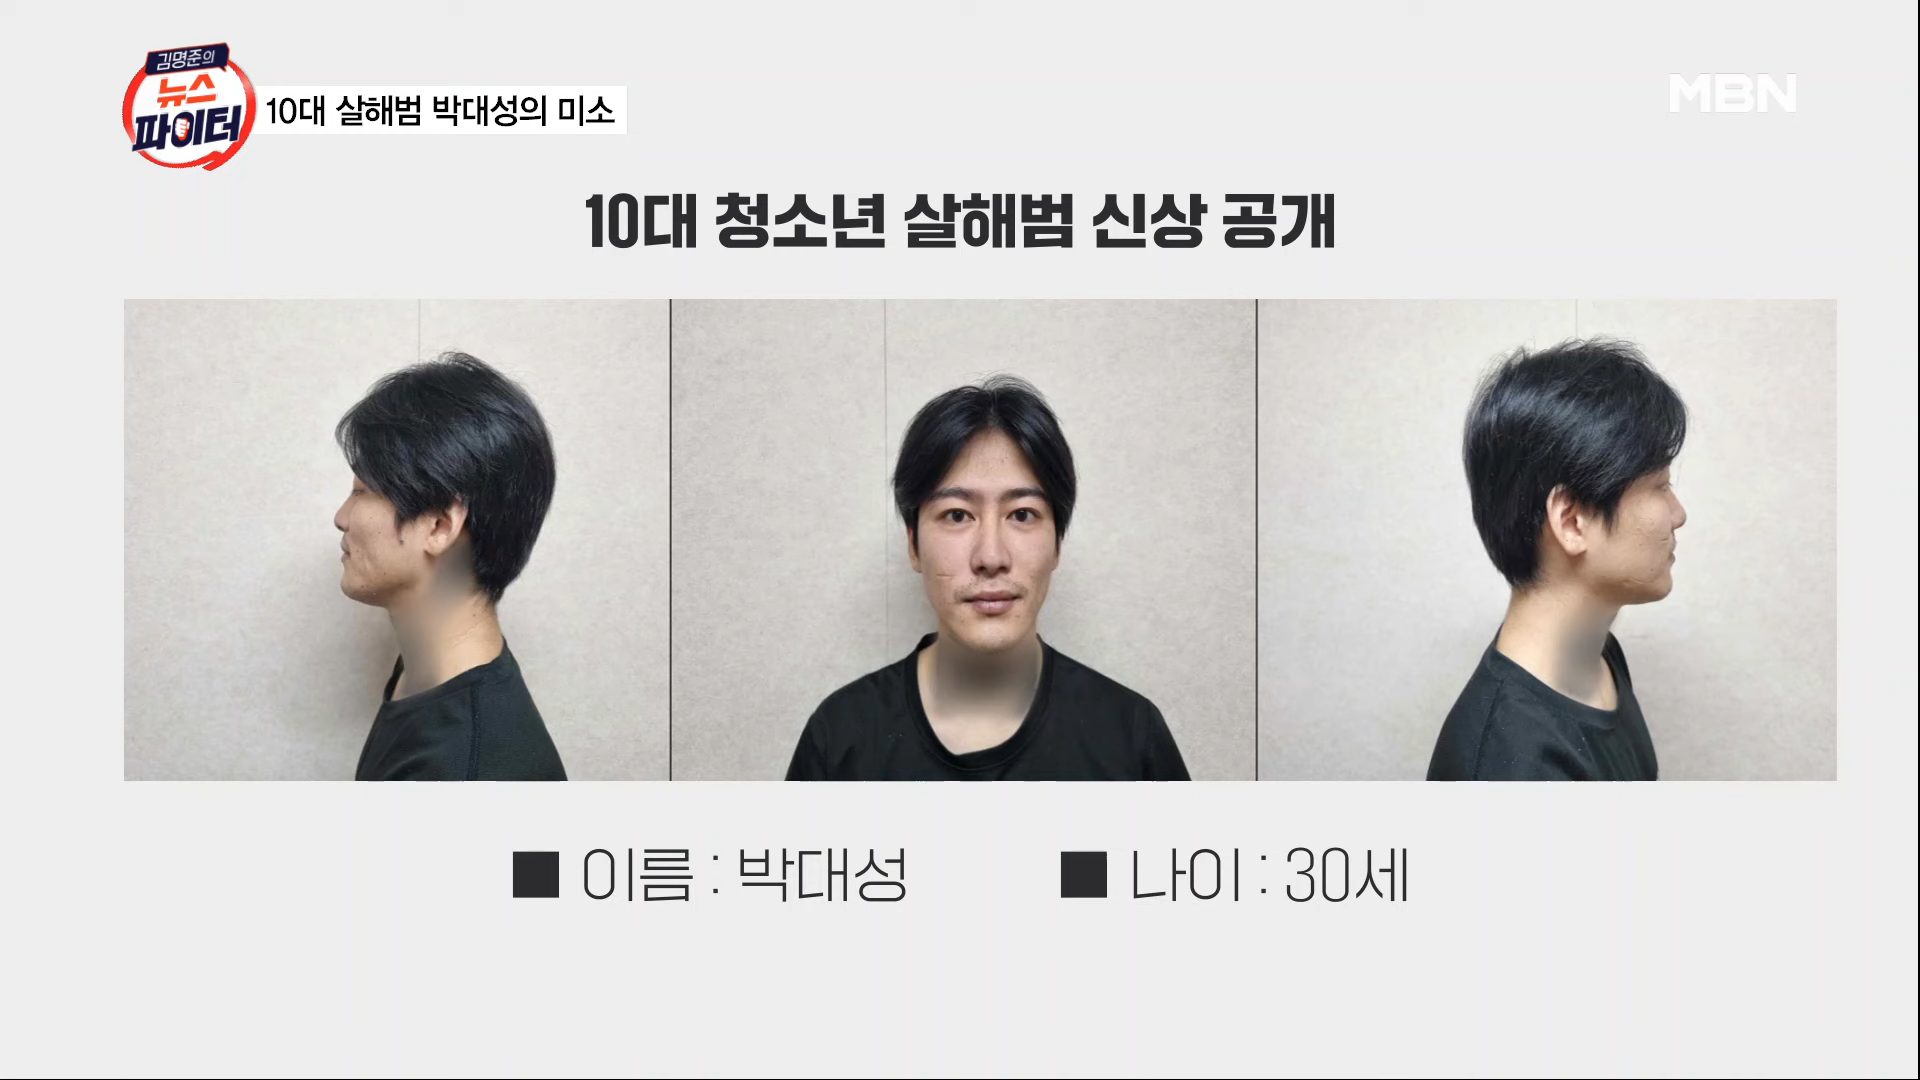 김명준의
뉴스
파이터
10대 살해범 박대성의 미소
MBN
10대 청소년 살해범 신상 공개
■ 이름 : 박대성
■ 나이 : 30세